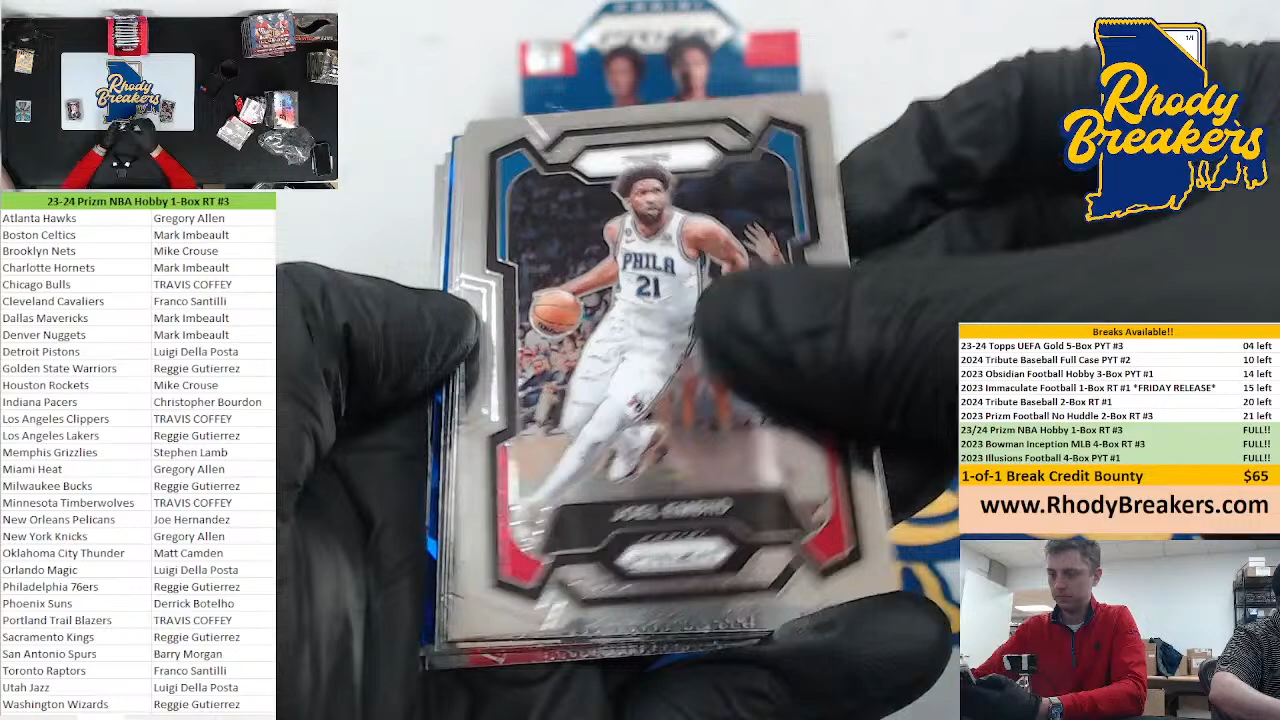 Rhody
Breakers
23-24 Prizm NBA Hobby 1-Box RT #3
Atlanta Hawks Gregory Allen
Boston Celtics Mark Imbeault
Brooklyn Nets Mike Crouse
Charlotte Hornets Mark Imbeault
Chicago Bulls TRAVIS COFFEY
Cleveland Cavaliers Franco Santilli
Dallas Mavericks Mark Imbeault
Denver Nuggets Mark Imbeault
Detroit Pistons Luigi Della Posta
Golden State Warriors Reggie Gutierrez
Houston Rockets Mike Crouse
Indiana Pacers Christopher Bourdon
Los Angeles Clippers TRAVIS COFFEY
Los Angeles Lakers Reggie Gutierrez
Memphis Grizzlies Stephen Lamb
Miami Heat Gregory Allen
Milwaukee Bucks Reggie Gutierrez
Minnesota Timberwolves TRAVIS COFFEY
New Orleans Pelicans Joe Hernandez
New York Knicks Gregory Allen
Oklahoma City Thunder Matt Camden
Orlando Magic Luigi Della Posta
Philadelphia 76ers Reggie Gutierrez
Phoenix Suns Derrick Botelho
Portland Trail Blazers TRAVIS COFFEY
Sacramento Kings Reggie Gutierrez
San Antonio Spurs Barry Morgan
Toronto Raptors Franco Santilli
Utah Jazz Luigi Della Posta
Washington Wizards Reggie Gutierrez
PHILA
21
JOEL EMBIID
PRIZM
1/1
Rhody
Breakers
Breaks Available!!
23-24 Topps UEFA Gold 5-Box PYT #3 04 left
2024 Tribute Baseball Full Case PYT #2 10 left
2023 Obsidian Football Hobby 3-Box PYT #1 14 left
2023 Immaculate Football 1-Box RT #1 *FRIDAY RELEASE* 15 left
2024 Tribute Baseball 2-Box RT #1 20 left
2023 Prizm Football No Huddle 2-Box RT #3 21 left
23/24 Prizm NBA Hobby 1-Box RT #3 FULL!!
2023 Bowman Inception MLB 4-Box RT #3 FULL!!
2023 Illusions Football 4-Box PYT #1 FULL!!
1-of-1 Break Credit Bounty $65
www.RhodyBreakers.com